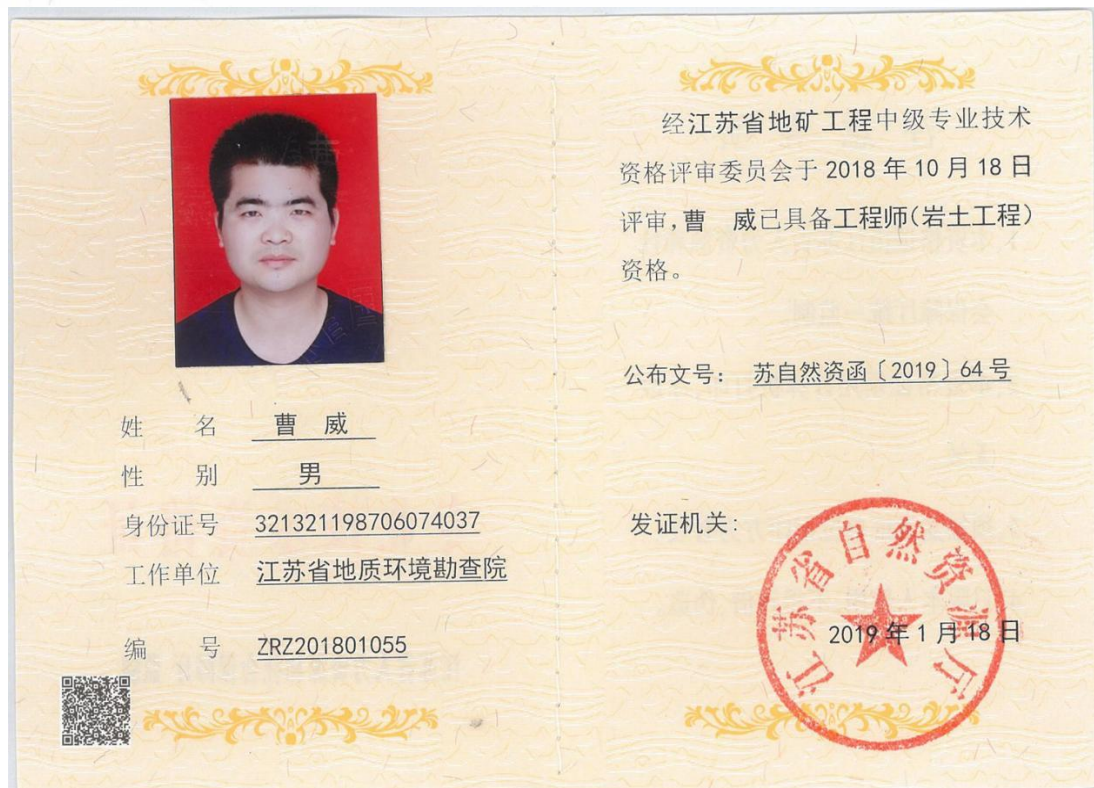 姓 名 曹 威
性 别 男
身份证号 321321198706074037
工作单位 江苏省地质环境勘查院
编 号 ZRZ201801055
经江苏省地矿工程中级专业技术
资格评审委员会于 2018 年 10 月 18 日
评审,曹 威已具备工程师(岩土工程)
资格。
公布文号: 苏自然资函〔2019〕64 号
发证机关:
江苏省自然资源厅
2019 年 1 月 18 日